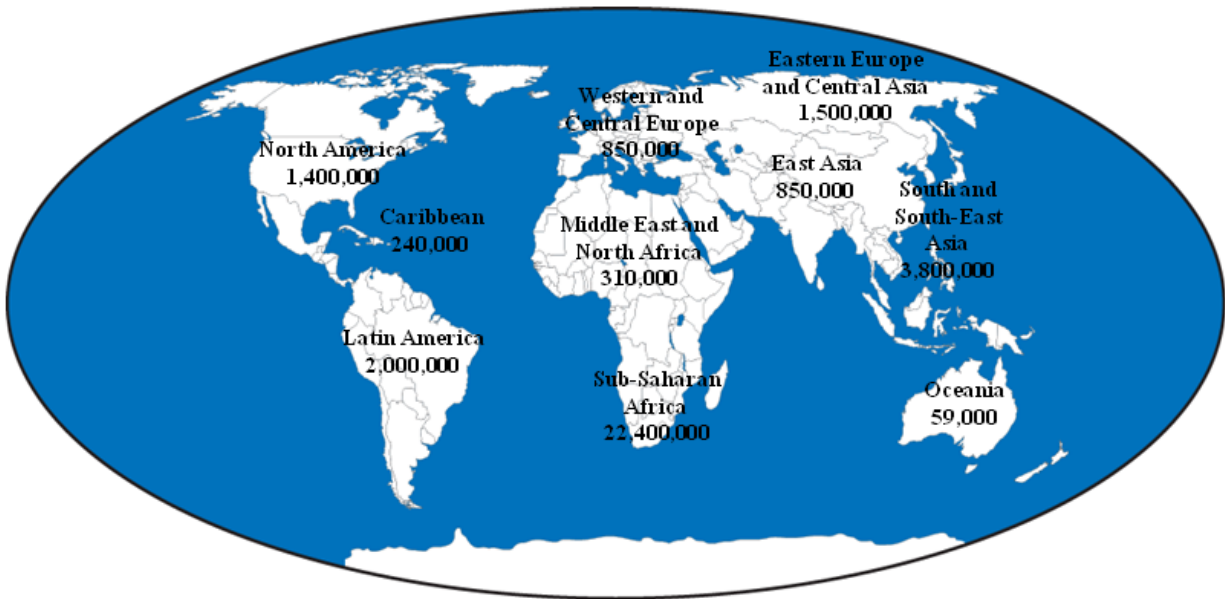 Eastern Europe
and Central Asia
1,500,000
Western and
Central Europe
850,000
North America
1,400,000
East Asia
850,000
South and
South-East
Asia
3,800,000
Caribbean
240,000
Middle East and
North Africa
310,000
Latin America
2,000,000
Sub-Saharan
Africa
22,400,000
Oceania
59,000